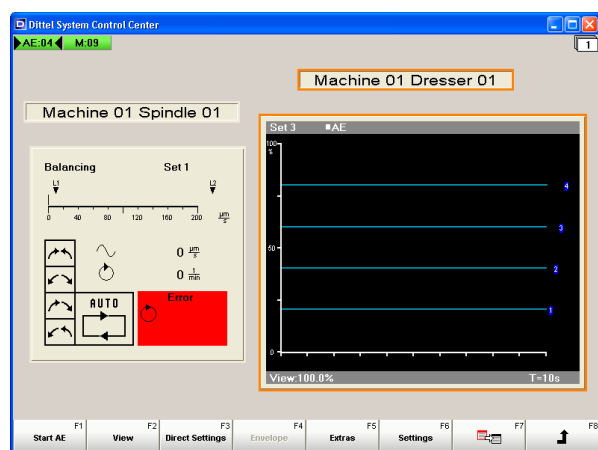 Dittel System Control Center
AE:04 M:09
1
Machine 01 Dresser 01
Machine 01 Spindle 01
Set 3 AE
100
%
50
0
4
3
2
1
View:100.0% T=10s
Balancing Set 1
L1 L2
0 40 80 120 160 200 µm/s
0 µm/s
0 1/min
AUTO
Error
F1 F2 F3 F4 F5 F6 F7 F8
Start AE View Direct Settings Envelope Extras Settings